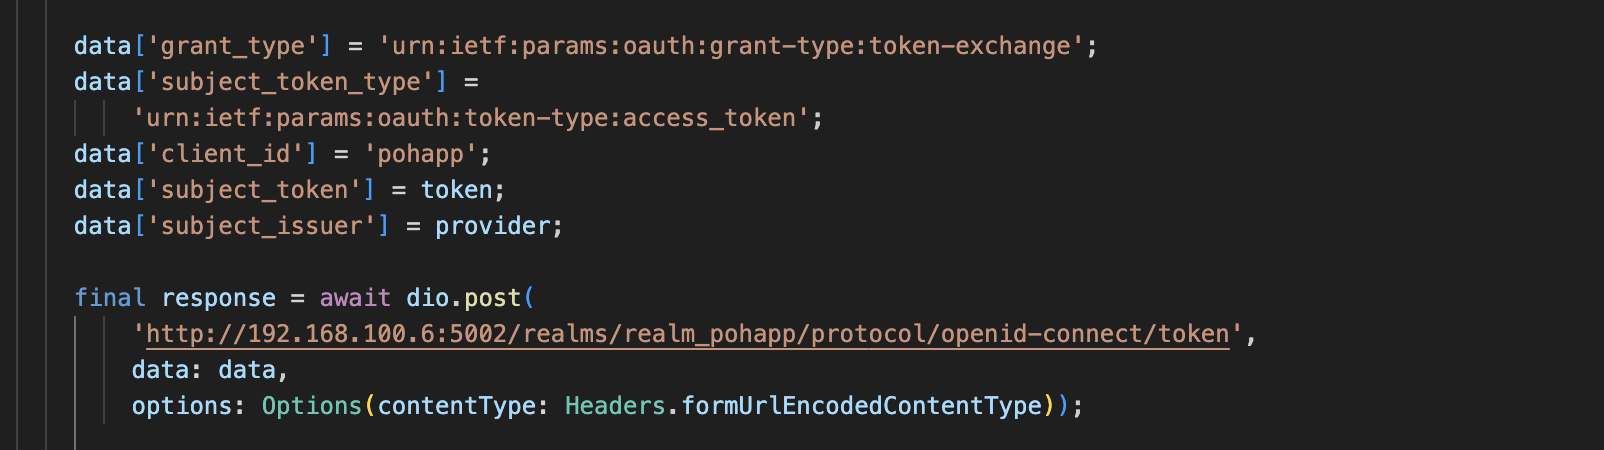 data['grant_type'] = 'urn:ietf:params:oauth:grant-type:token-exchange';
data['subject_token_type'] =
'urn:ietf:params:oauth:token-type:access_token';
data['client_id'] = 'pohapp';
data['subject_token'] = token;
data['subject_issuer'] = provider;
final response = await dio.post(
'http://192.168.100.6:5002/realms/realm_pohapp/protocol/openid-connect/token',
data: data,
options: Options(contentType: Headers.formUrlEncodedContentType));